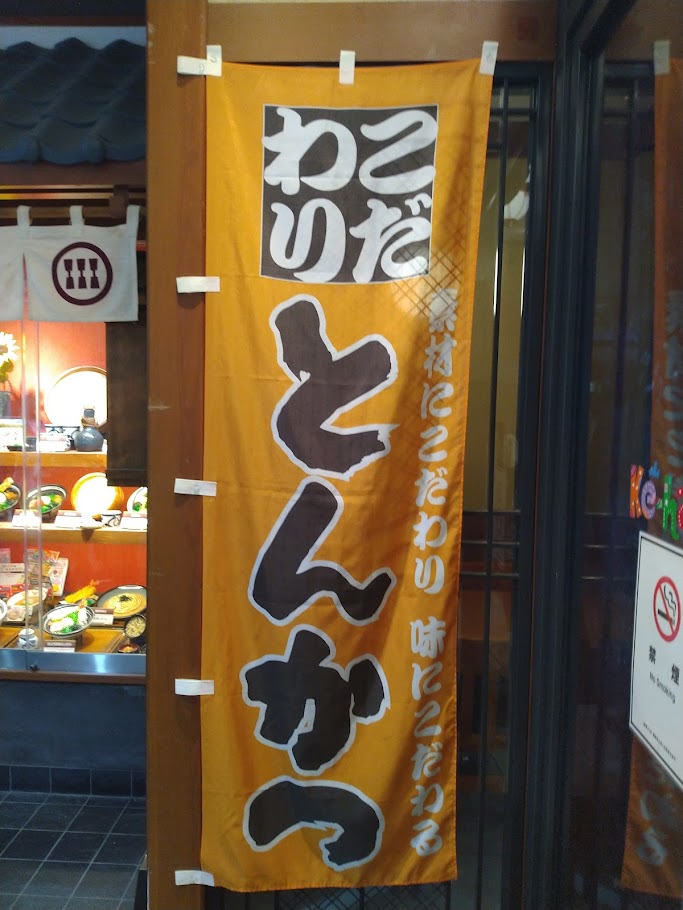 こだ
わり
とんかつ
素材にこだわり 味にこだわる
禁煙
No Smoking